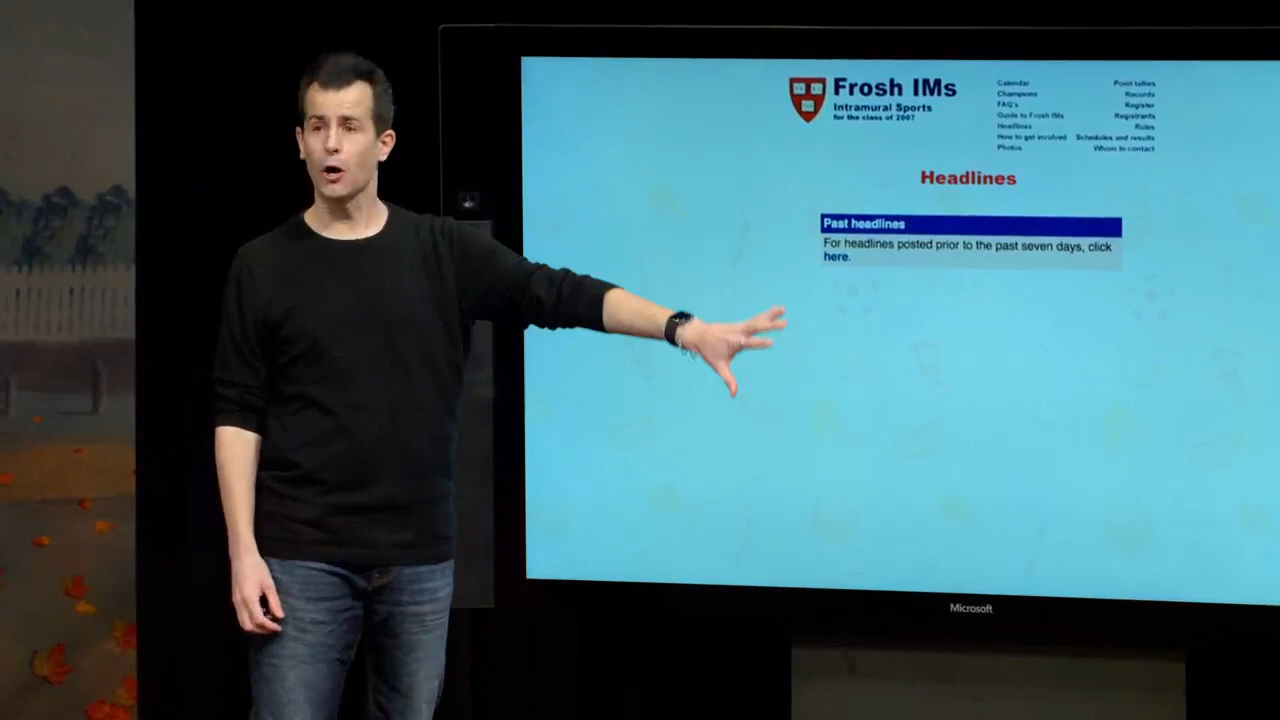 Frosh IMs
Intramural Sports
for the class of 2007
Calendar
Champions
FAQ's
Guide to Frosh IMs
Headlines
How to get involved
Photos
Point tallies
Records
Register
Registrants
Rules
Schedules and results
Whom to contact
Headlines
Past headlines
For headlines posted prior to the past seven days, click
here.
Microsoft